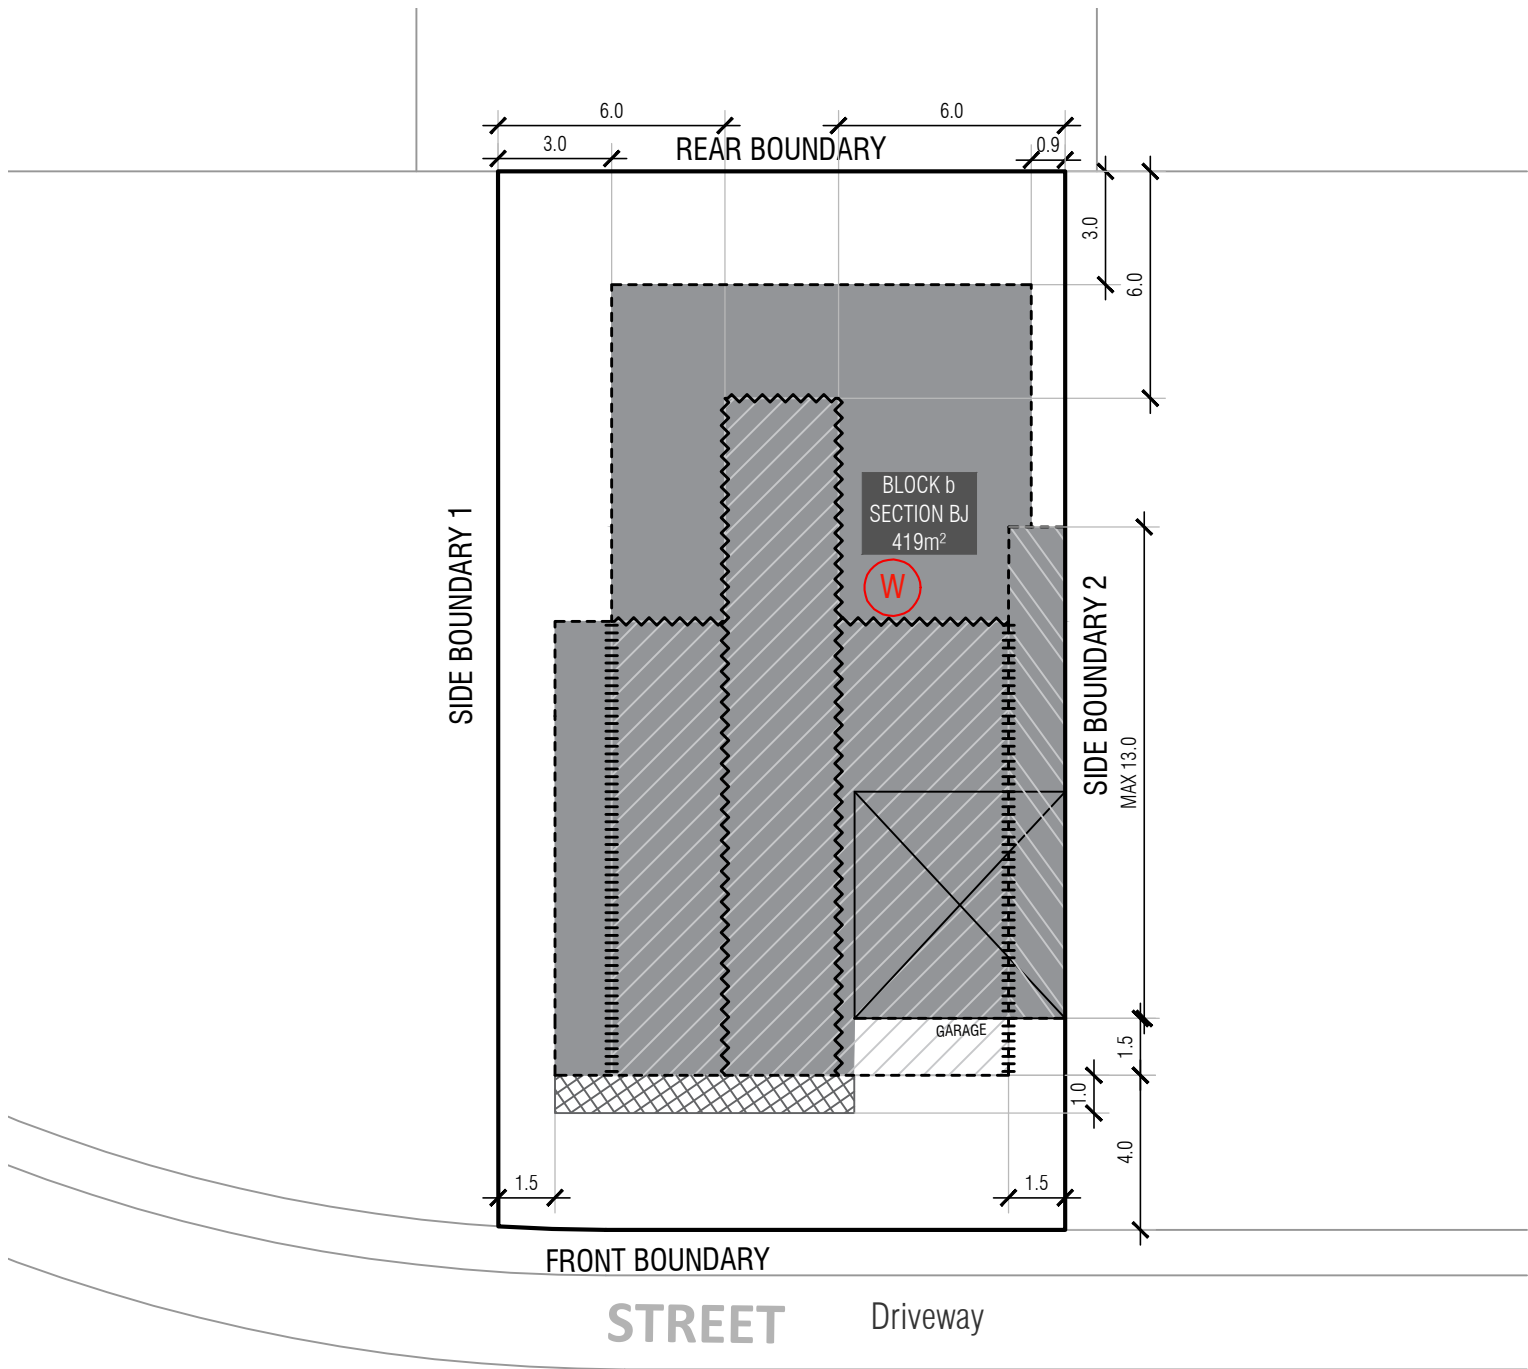 6.0
6.0
3.0
REAR BOUNDARY
0.9
3.0
6.0
BLOCK b
SECTION BJ
419m²
W
SIDE BOUNDARY 1
SIDE BOUNDARY 2
MAX 13.0
GARAGE
1.5
1.0
4.0
1.5
1.5
FRONT BOUNDARY
STREET
Driveway